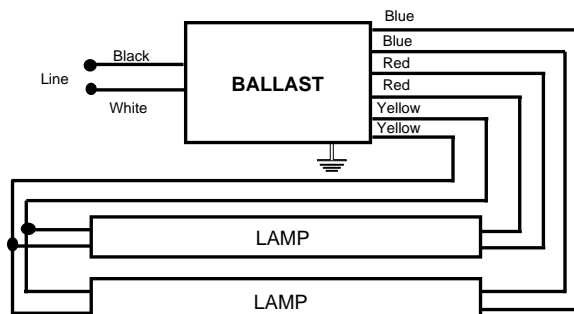 Blue
Blue
Black
Red
Line
BALLAST
Red
White
Yellow
Yellow
LAMP
LAMP